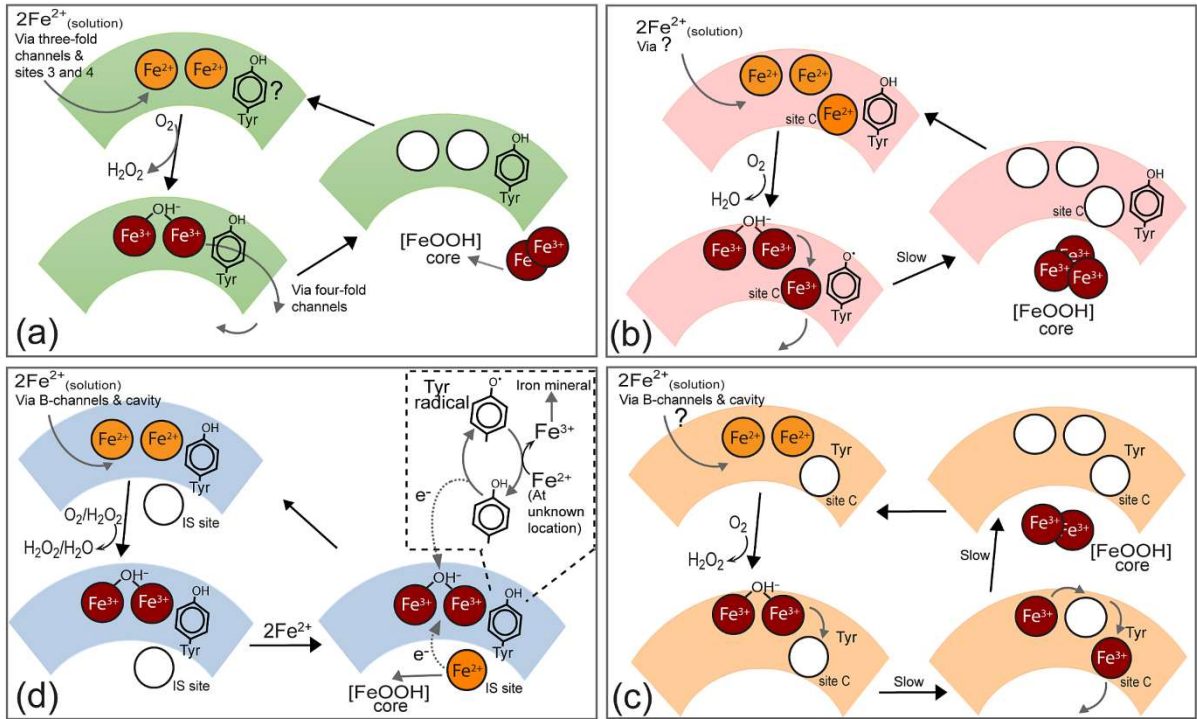 2Fe²⁺(solution)
Via three-fold
channels &
sites 3 and 4
Fe²⁺ Fe²⁺
OH
?
Tyr
O₂
H₂O₂
OH⁻
Fe³⁺ Fe³⁺
OH
Tyr
Via four-fold
channels
OH
Tyr
[FeOOH]
core
Fe³⁺
(a)
2Fe²⁺(solution)
Via ?
Fe²⁺ Fe²⁺
OH
site C Fe²⁺
Tyr
O₂
H₂O
OH⁻
Fe³⁺ Fe³⁺
O•
site C Fe³⁺
Tyr
Slow
OH
site C
Tyr
Fe³⁺
Fe³⁺ Fe³⁺
[FeOOH]
core
(b)
2Fe²⁺(solution)
Via B-channels & cavity
Fe²⁺ Fe²⁺
OH
Tyr
IS site
O₂/H₂O₂
H₂O₂/H₂O
OH⁻
Fe³⁺ Fe³⁺
OH
Tyr
IS site
2Fe²⁺
Tyr
radical
O•
Iron mineral
Fe³⁺
Fe²⁺
(At
unknown
location)
OH
e⁻
OH⁻
Fe³⁺ Fe³⁺
OH
Tyr
e⁻
Fe²⁺
IS site
[FeOOH]
core
(d)
2Fe²⁺(solution)
Via B-channels & cavity
?
Fe²⁺ Fe²⁺
Tyr
site C
O₂
H₂O₂
OH⁻
Fe³⁺ Fe³⁺
Tyr
site C
Slow
Fe³⁺
Tyr
Fe³⁺
site C
Slow
Tyr
site C
Fe³⁺ Fe³⁺
[FeOOH]
core
(c)